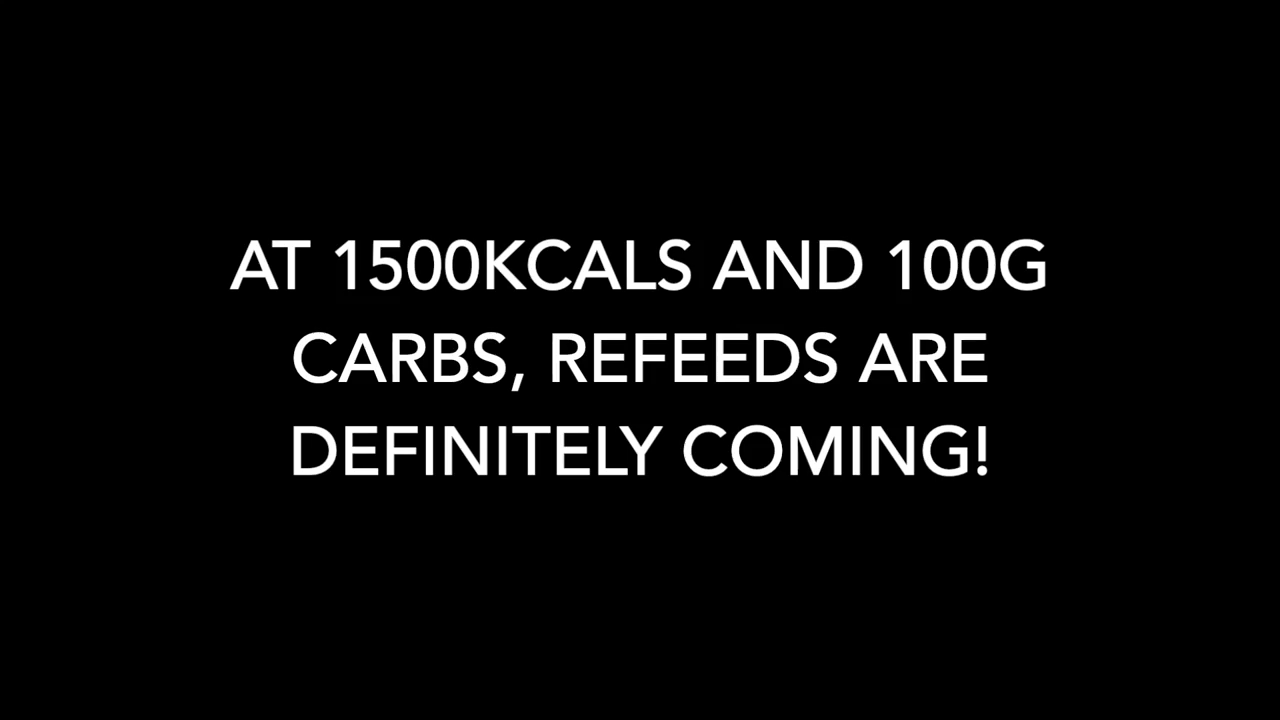 AT 1500KCALS AND 100G
CARBS, REFEEDS ARE
DEFINITELY COMING!